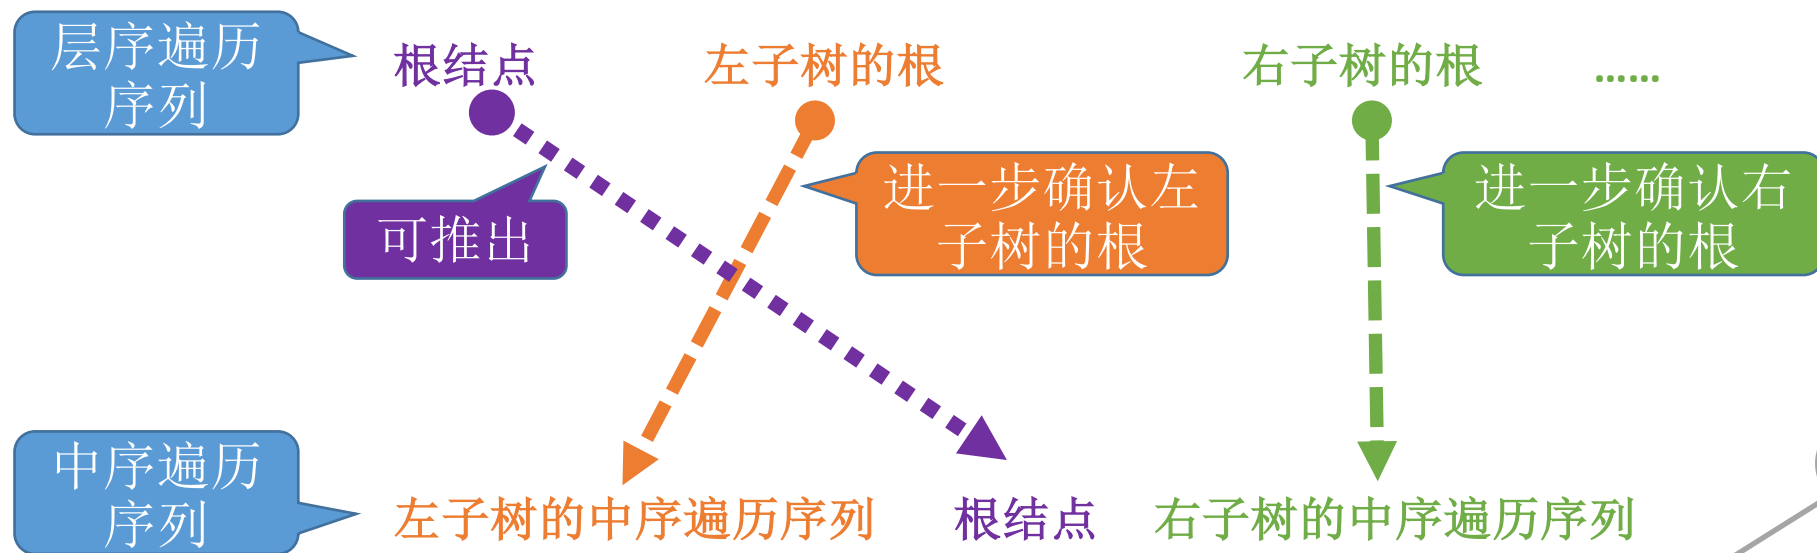 层序遍历
序列
根结点
左子树的根
右子树的根
......
可推出
进一步确认左
子树的根
进一步确认右
子树的根
中序遍历
序列
左子树的中序遍历序列
根结点
右子树的中序遍历序列